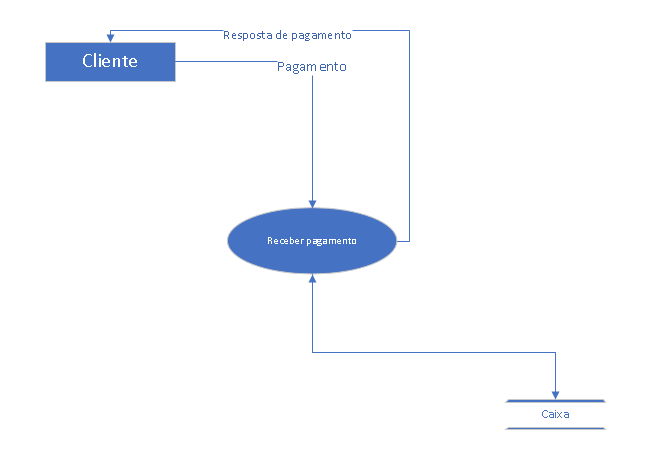 Resposta de pagamento
Cliente
Pagamento
Receber pagamento
Caixa